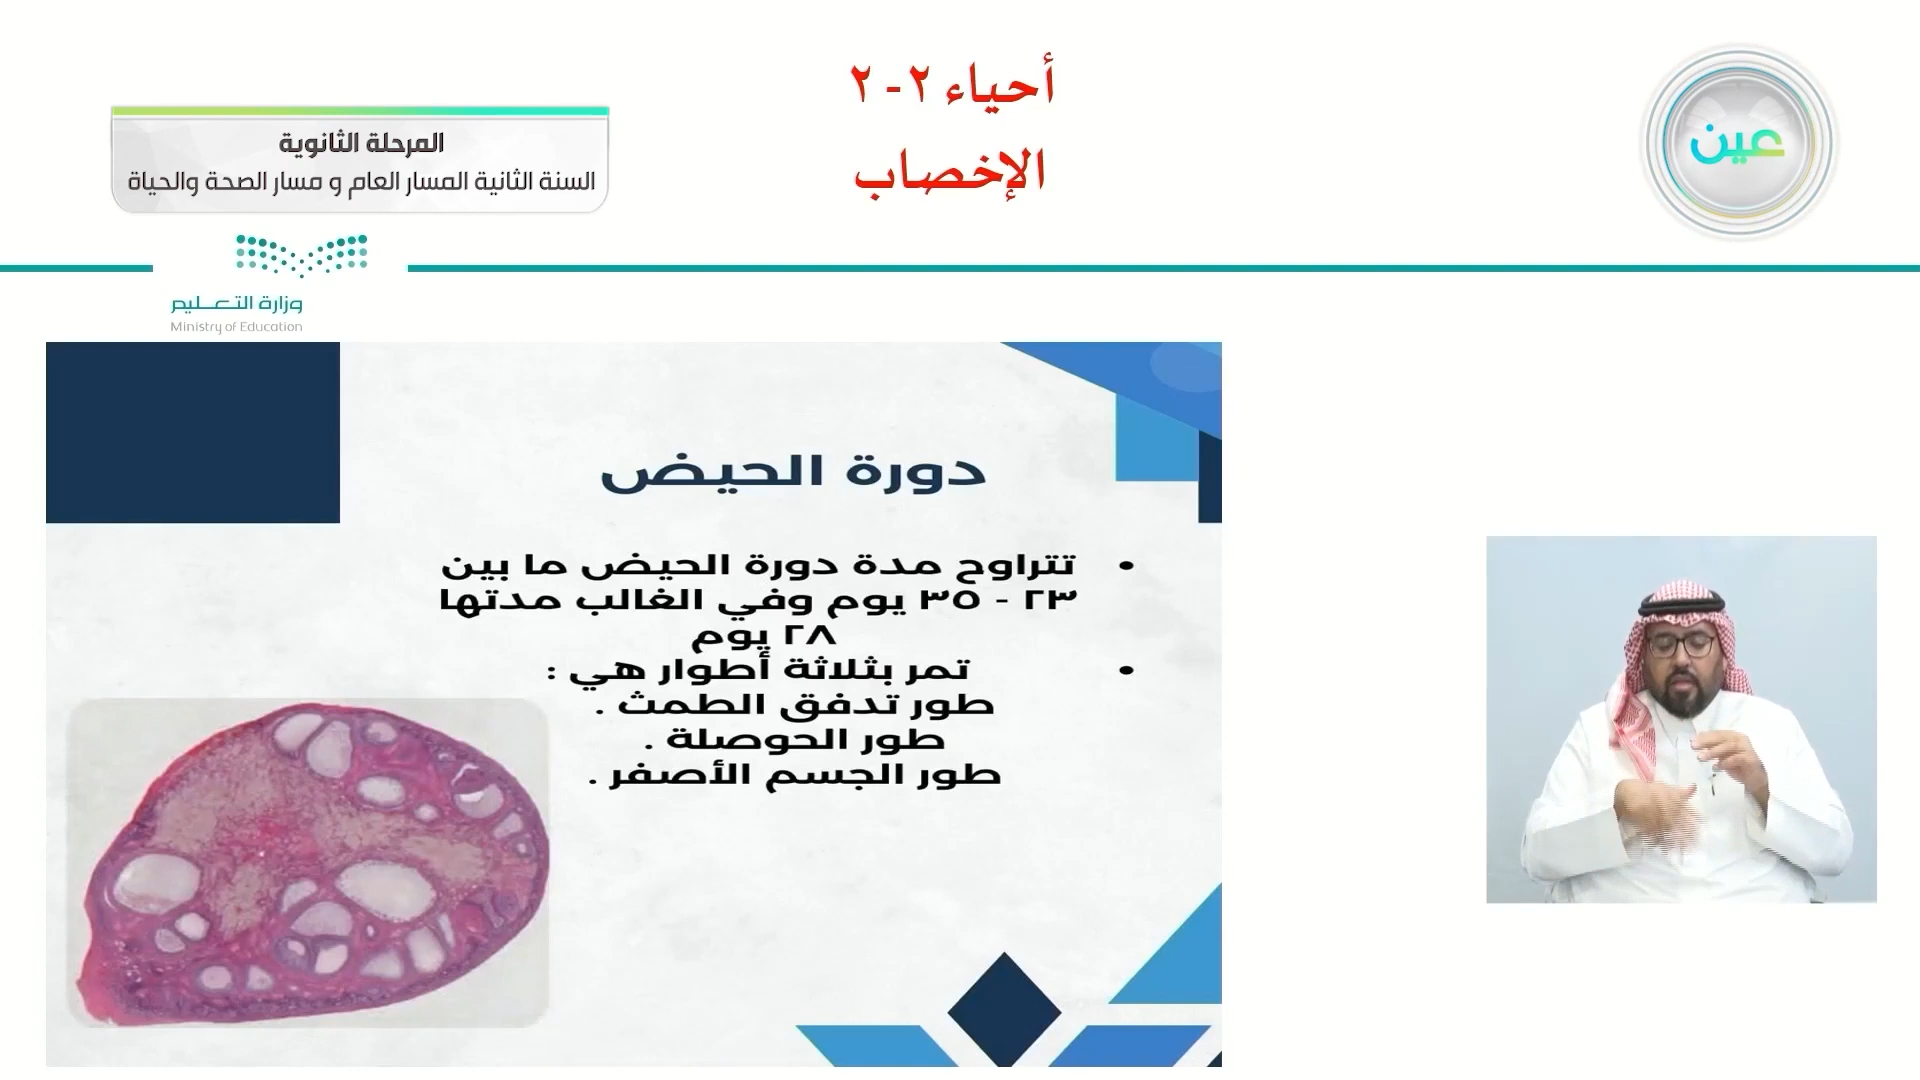 أحياء ٢-٢
الإخصاب
عين
المرحلة الثانوية
السنة الثانية المسار العام و مسار الصحة والحياة
وزارة التعليم
Ministry of Education
دورة الحيض
• تتراوح مدة دورة الحيض ما بين
٢٣ - ٣٥ يوم وفي الغالب مدتها
٢٨ يوم
• تمر بثلاثة أطوار هي :
طور تدفق الطمث .
طور الحوصلة .
طور الجسم الأصفر .